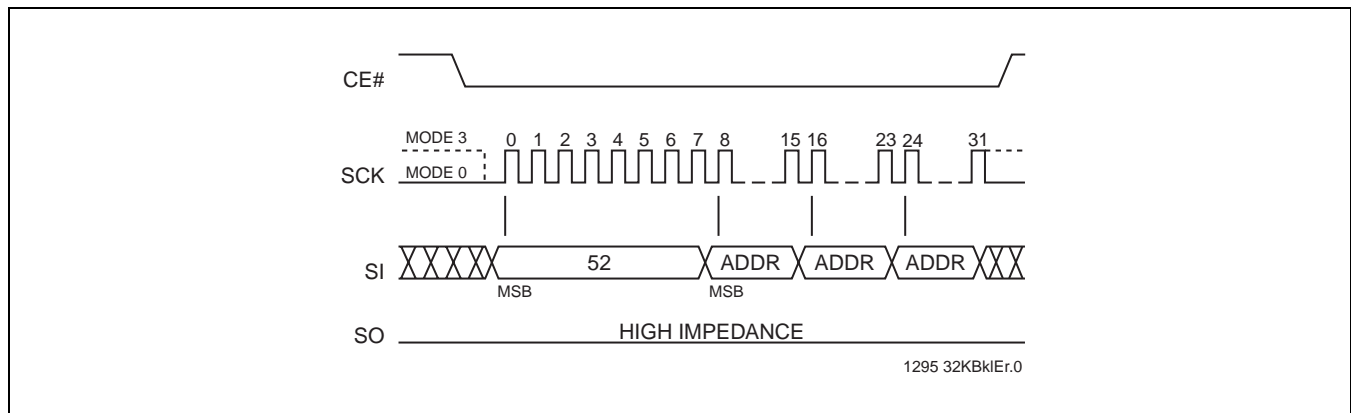 CE#
MODE 3 0 1 2 3 4 5 6 7 8 15 16 23 24 31
SCK MODE 0
SI 52 ADDR ADDR ADDR
MSB MSB
SO HIGH IMPEDANCE
1295 32KBklEr.0